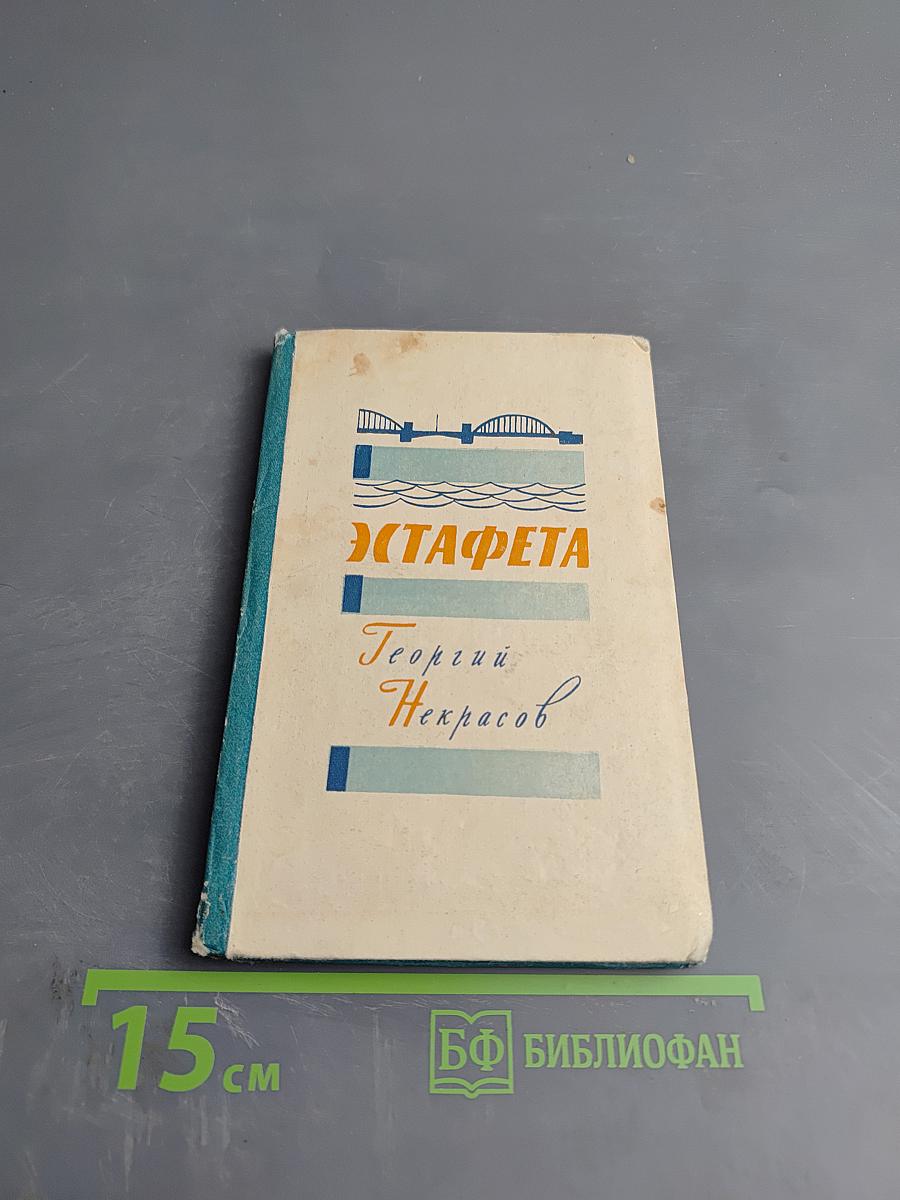 ЭСТАФЕТА
Георгий
Некрасов
15 см
БФ БИБЛИОФАН